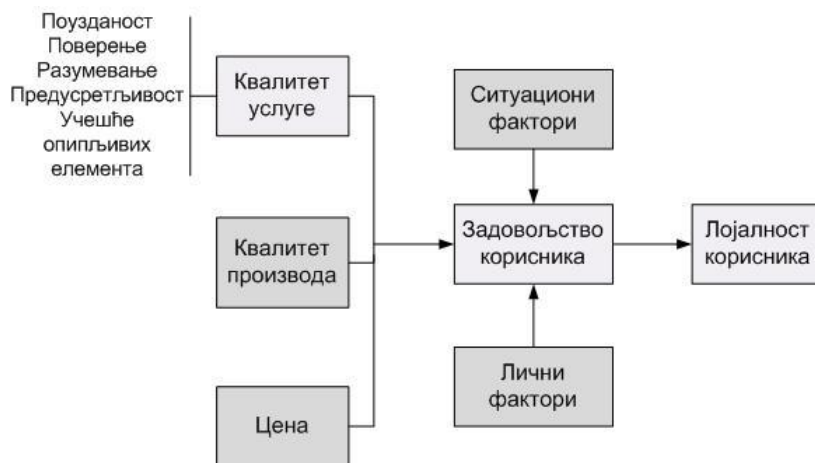 Поузданост
Поверење
Разумевање
Предусретљивост
Учешће
опипљивих
елемента
Квалитет
услуге
Квалитет
производа
Цена
Ситуациони
фактори
Задовољство
корисника
Лични
фактори
Лојалност
корисника